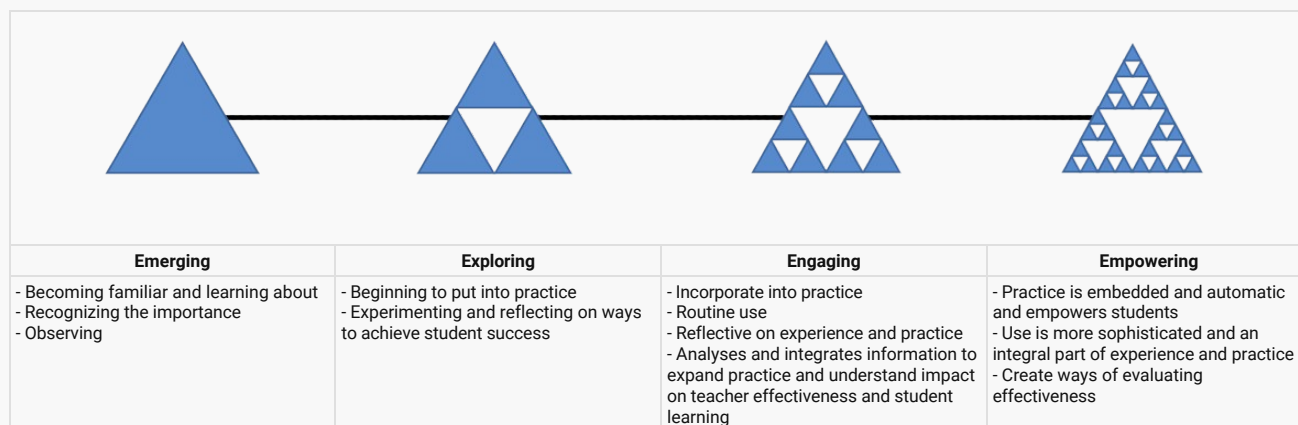 Emerging
Exploring
Engaging
Empowering
- Becoming familiar and learning about
- Recognizing the importance
- Observing
- Beginning to put into practice
- Experimenting and reflecting on ways
to achieve student success
- Incorporate into practice
- Routine use
- Reflective on experience and practice
- Analyses and integrates information to
expand practice and understand impact
on teacher effectiveness and student
learning
- Practice is embedded and automatic
and empowers students
- Use is more sophisticated and an
integral part of experience and practice
- Create ways of evaluating
effectiveness